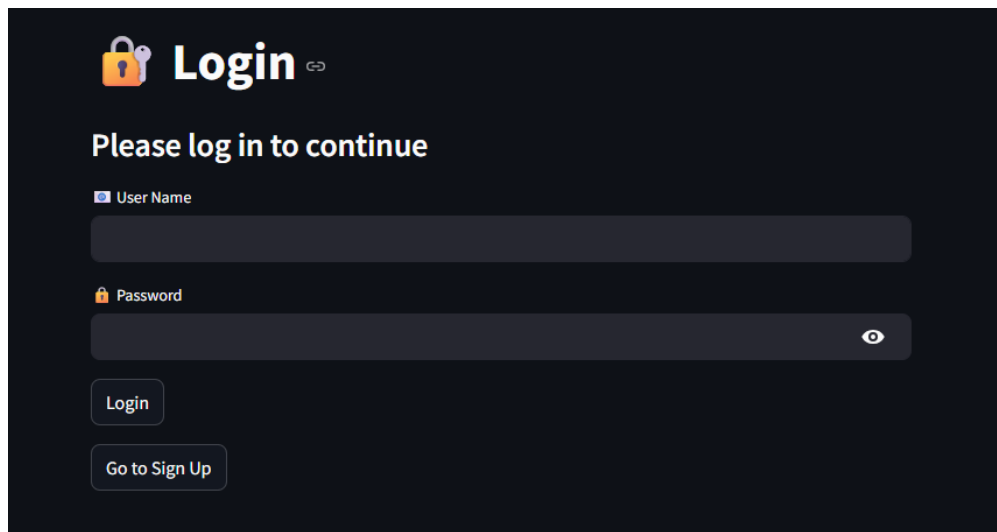 Login
Please log in to continue
User Name
Password
Login
Go to Sign Up